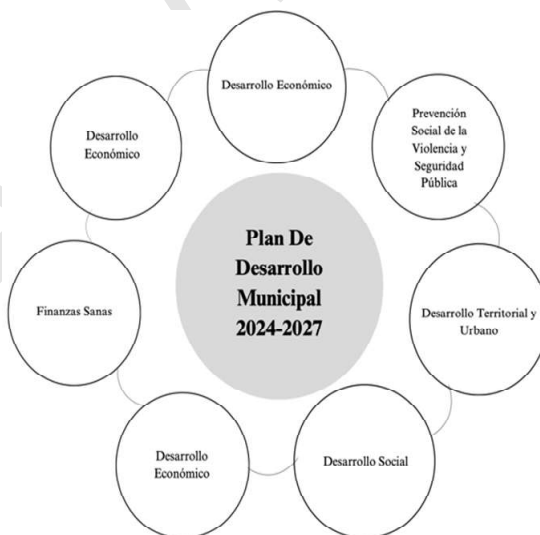 Desarrollo Económico
Prevención
Social de la
Violencia y
Seguridad
Pública
Desarrollo Territorial y
Urbano
Desarrollo Social
Desarrollo
Económico
Finanzas Sanas
Desarrollo
Económico
Plan De
Desarrollo
Municipal
2024-2027